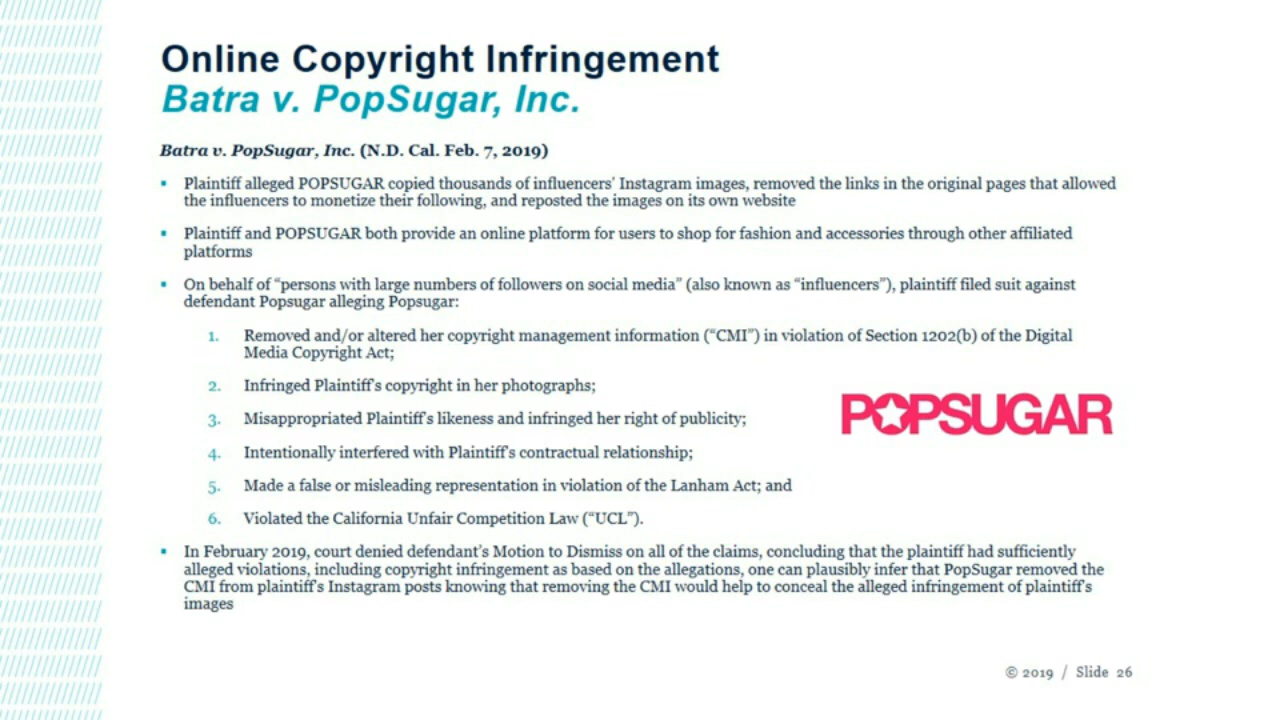 Online Copyright Infringement
Batra v. PopSugar, Inc.
Batra v. PopSugar, Inc. (N.D. Cal. Feb. 7, 2019)
▪ Plaintiff alleged POPSUGAR copied thousands of influencers' Instagram images, removed the links in the original pages that allowed
the influencers to monetize their following, and reposted the images on its own website
▪ Plaintiff and POPSUGAR both provide an online platform for users to shop for fashion and accessories through other affiliated
platforms
▪ On behalf of “persons with large numbers of followers on social media” (also known as “influencers”), plaintiff filed suit against
defendant Popsugar alleging Popsugar:
1. Removed and/or altered her copyright management information (“CMI”) in violation of Section 1202(b) of the Digital
Media Copyright Act;
2. Infringed Plaintiff's copyright in her photographs;
3. Misappropriated Plaintiff's likeness and infringed her right of publicity;
POPSUGAR
4. Intentionally interfered with Plaintiff's contractual relationship;
5. Made a false or misleading representation in violation of the Lanham Act; and
6. Violated the California Unfair Competition Law (“UCL”).
▪ In February 2019, court denied defendant's Motion to Dismiss on all of the claims, concluding that the plaintiff had sufficiently
alleged violations, including copyright infringement as based on the allegations, one can plausibly infer that PopSugar removed the
CMI from plaintiff's Instagram posts knowing that removing the CMI would help to conceal the alleged infringement of plaintiff's
images
© 2019 / Slide 26